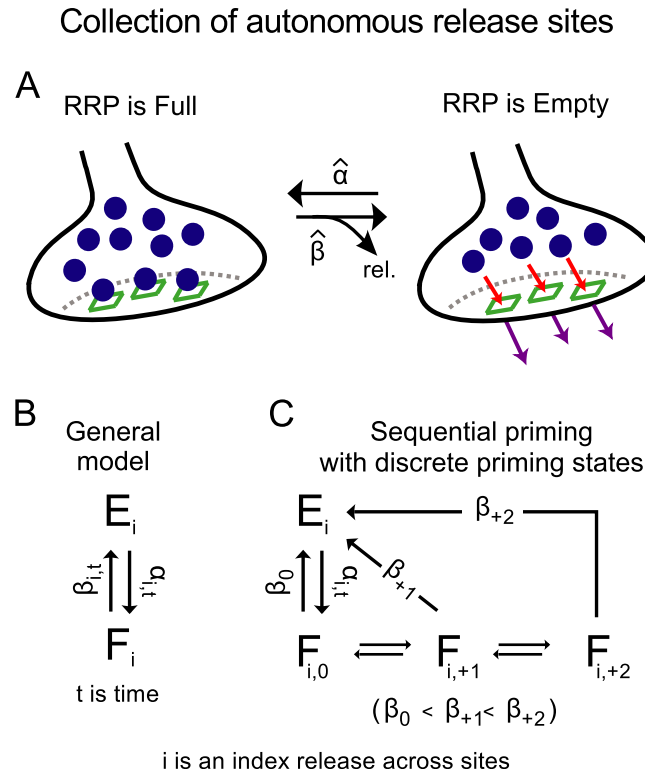 Collection of autonomous release sites
A
RRP is Full
RRP is Empty
α̂
β̂
rel.
B
General
model
E_i
β_i,t
α_i,t
F_i
t is time
C
Sequential priming
with discrete priming states
E_i
β_+2
β_0
α_i,t
β_+1
F_i,0
F_i,+1
F_i,+2
(β_0 < β_+1 < β_+2)
i is an index release across sites